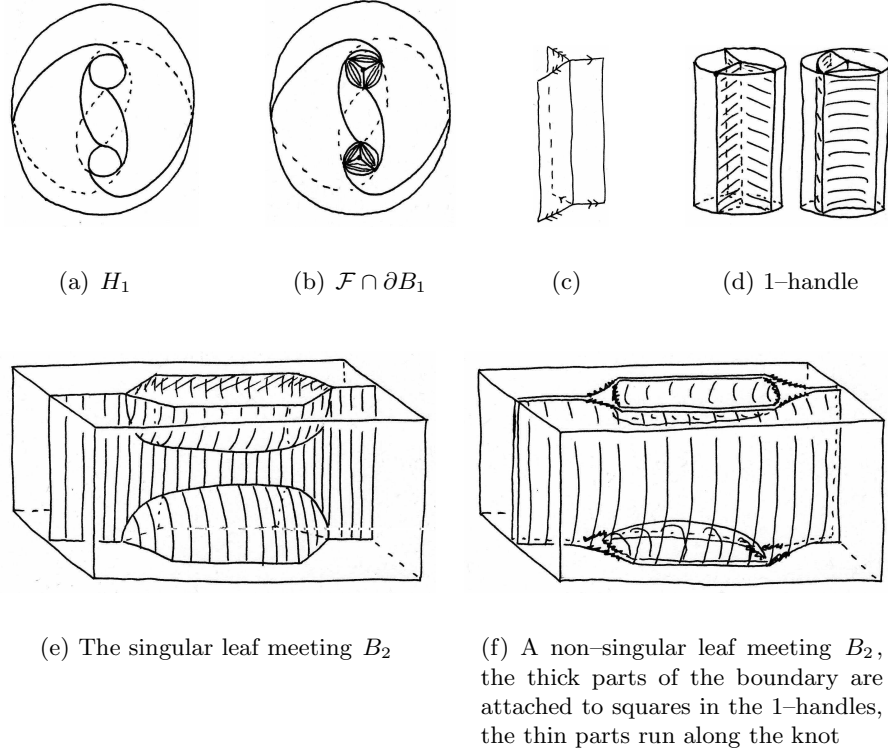 (a) H₁
(b) ℱ ∩ ∂B₁
(c)
(d) 1–handle
(e) The singular leaf meeting B₂
(f) A non–singular leaf meeting B₂,
the thick parts of the boundary are
attached to squares in the 1–handles,
the thin parts run along the knot